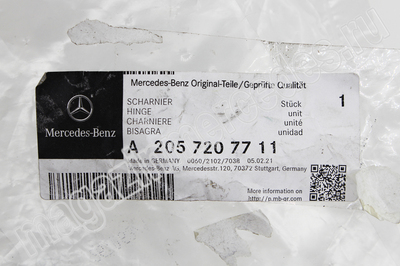 Mercedes-Benz Original-Teile/Geprüfte Qualität
SCHARNIER Stück 1
HINGE unit
CHARNIERE unité
BISAGRA unidad
Mercedes-Benz
A 205 720 77 11
Made in GERMANY 0060/2102/7038 05.02.21
Mercedes-Benz AG, Mercedesstr.120, 70372 Stuttgart, Germany
More information on
http://p.mb-qr.com